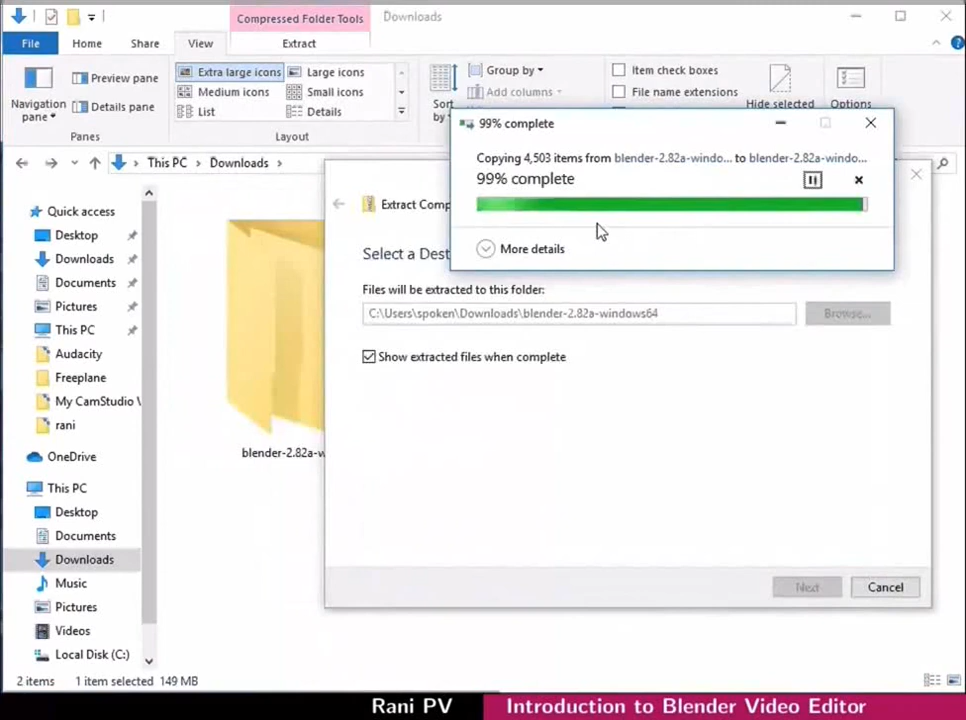 Compressed Folder Tools
Downloads
File
Home
Share
View
Extract
Navigation pane
Preview pane
Details pane
Panes
Extra large icons
Large icons
Medium icons
Small icons
List
Details
Layout
Sort by
Group by
Add columns
Item check boxes
File name extensions
Hide selected
Options
This PC
Downloads
Quick access
Desktop
Downloads
Documents
Pictures
This PC
Audacity
Freeplane
My CamStudio
rani
OneDrive
This PC
Desktop
Documents
Downloads
Music
Pictures
Videos
Local Disk (C:)
blender-2.82a-w
99% complete
Copying 4,503 items from blender-2.82a-windo... to blender-2.82a-windo...
99% complete
More details
Extract Comp
Select a Dest
Files will be extracted to this folder:
C:\Users\spoken\Downloads\blender-2.82a-windows64
Browse...
Show extracted files when complete
Next
Cancel
2 items
1 item selected 149 MB
Rani PV
Introduction to Blender Video Editor